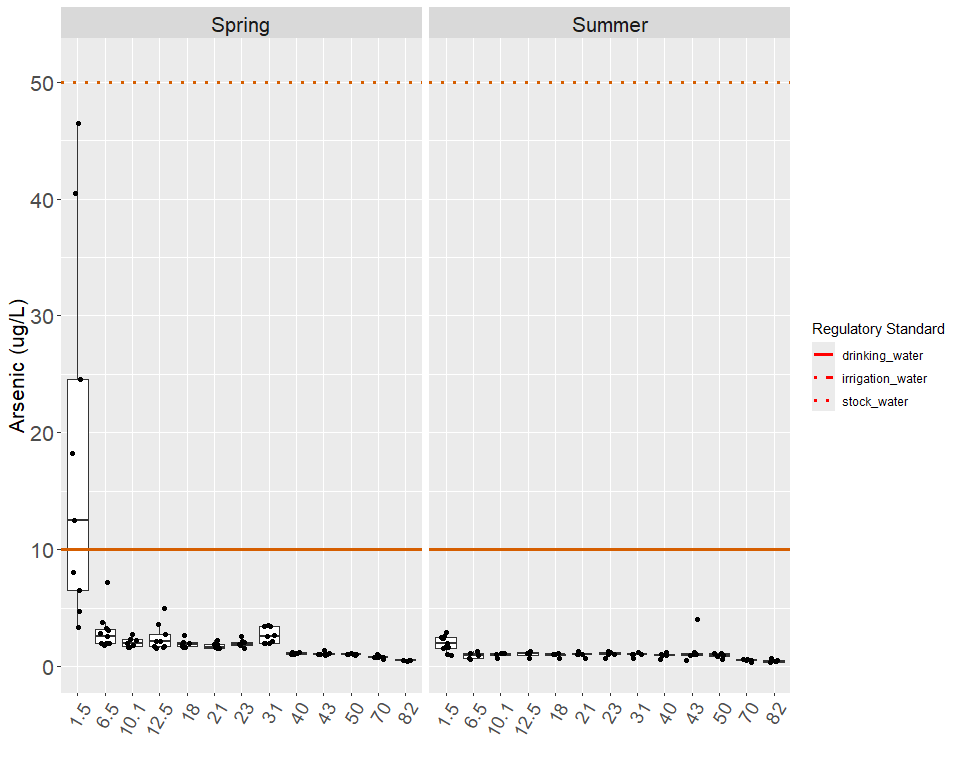 Spring Summer
50
40
30
20
10
0
Arsenic (ug/L)
1.5 6.5 10.1 12.5 18 21 23 31 40 43 50 70 82 1.5 6.5 10.1 12.5 18 21 23 31 40 43 50 70 82
Regulatory Standard
drinking_water
irrigation_water
stock_water